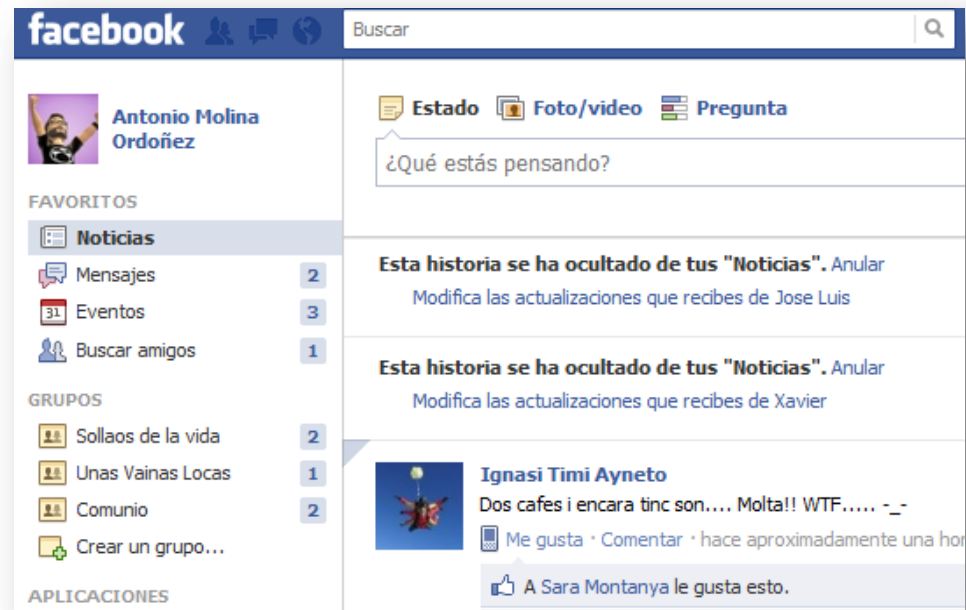 facebook
Buscar
Antonio Molina
Ordoñez
FAVORITOS
Noticias
Mensajes 2
31 Eventos 3
Buscar amigos 1
GRUPOS
Sollaos de la vida 2
Unas Vainas Locas 1
Comunio 2
Crear un grupo...
APLICACIONES
Estado Foto/video Pregunta
¿Qué estás pensando?
Esta historia se ha ocultado de tus "Noticias". Anular
Modifica las actualizaciones que recibes de Jose Luis
Esta historia se ha ocultado de tus "Noticias". Anular
Modifica las actualizaciones que recibes de Xavier
Ignasi Timi Ayneto
Dos cafes i encara tinc son.... Molta!! WTF..... -_-
Me gusta · Comentar · hace aproximadamente una hor
A Sara Montanya le gusta esto.